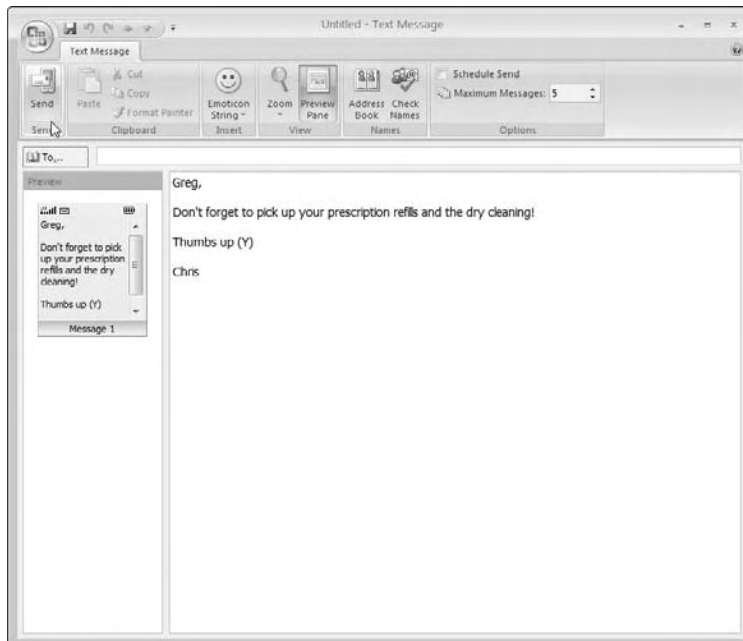 Untitled - Text Message
Text Message
Send
Paste
Cut
Copy
Format Painter
Emoticon
String
Zoom
Preview
Pane
Address
Book
Check
Names
Schedule Send
Maximum Messages: 5
Send
Clipboard
Insert
View
Names
Options
To...
Preview
Greg,
Don't forget to pick
up your prescription
refills and the dry
cleaning!
Thumbs up (Y)
Message 1
Greg,
Don't forget to pick up your prescription refills and the dry cleaning!
Thumbs up (Y)
Chris